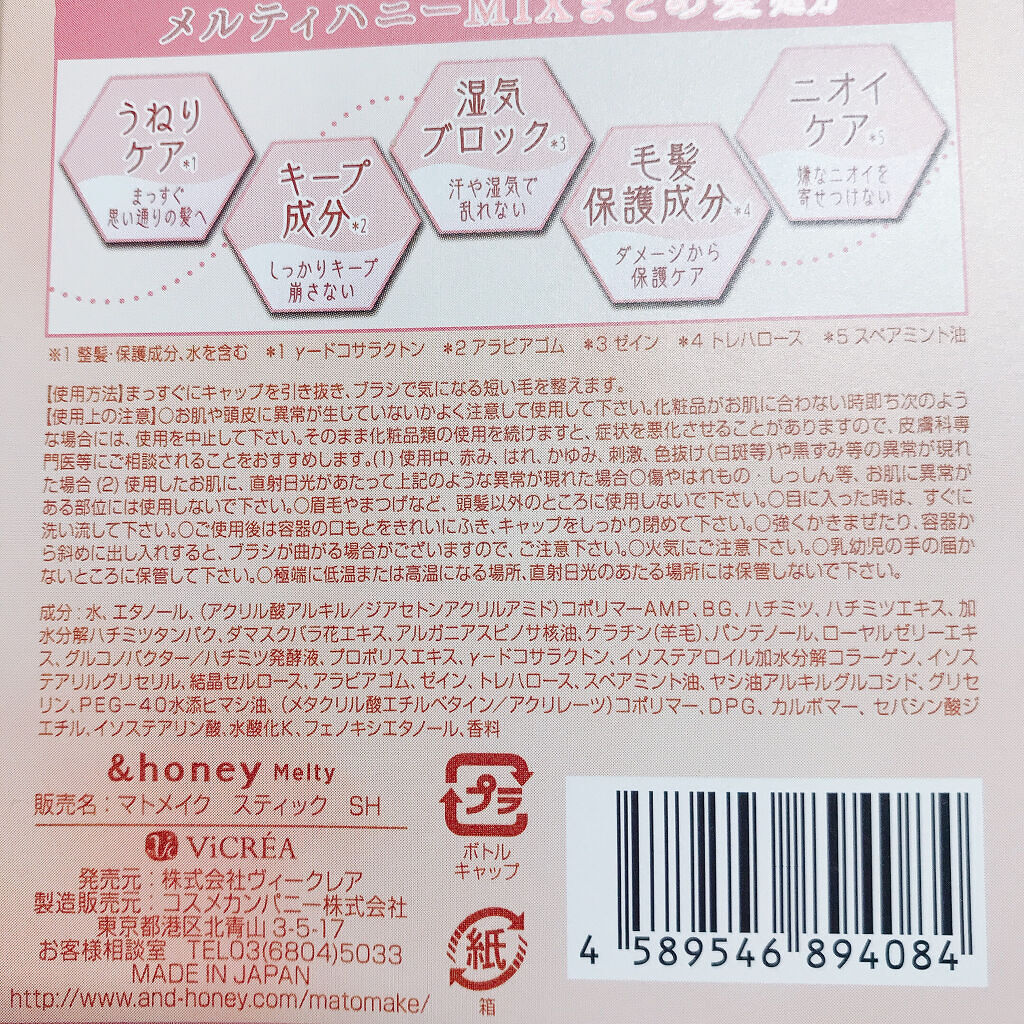 メルティハニーMIXまとめ髪処方
うねり
ケア*1
まっすぐ
思い通りの髪へ
キープ
成分*2
しっかりキープ
崩さない
湿気
ブロック*3
汗や湿気で
乱れない
毛髪
保護成分*4
ダメージから
保護ケア
ニオイ
ケア*5
嫌なニオイを
寄せつけない
※1 整髪・保護成分、水を含む *1 γードコサラクトン *2 アラビアゴム *3 ゼイン *4 トレハロース *5 スペアミント油
【使用方法】まっすぐにキャップを引き抜き、ブラシで気になる短い毛を整えます。
【使用上の注意】○お肌や頭皮に異常が生じていないかよく注意して使用して下さい。化粧品がお肌に合わない時即ち次のよう
な場合には、使用を中止して下さい。そのまま化粧品類の使用を続けますと、症状を悪化させることがありますので、皮膚科専
門医等にご相談されることをおすすめします。(1) 使用中、赤み、はれ、かゆみ、刺激、色抜け(白斑等)や黒ずみ等の異常が現れ
た場合 (2) 使用したお肌に、直射日光があたって上記のような異常が現れた場合○傷やはれもの・しっしん等、お肌に異常が
ある部位には使用しないで下さい。○眉毛やまつげなど、頭髪以外のところに使用しないで下さい。○目に入った時は、すぐに
洗い流して下さい。○ご使用後は容器の口もとをきれいにふき、キャップをしっかり閉めて下さい。○強くかきまぜたり、容器か
ら斜めに出し入れすると、ブラシが曲がる場合がございますので、ご注意下さい。○火気にご注意下さい。○乳幼児の手の届か
ないところに保管して下さい。○極端に低温または高温になる場所、直射日光のあたる場所には保管しないで下さい。
成分：水、エタノール、(アクリル酸アルキル／ジアセトンアクリルアミド)コポリマーAMP、BG、ハチミツ、ハチミツエキス、加
水分解ハチミツタンパク、ダマスクバラ花エキス、アルガニアスピノサ核油、ケラチン(羊毛)、パンテノール、ローヤルゼリーエキ
ス、グルコノバクター／ハチミツ発酵液、プロポリスエキス、γードコサラクトン、イソステアロイル加水分解コラーゲン、イソス
テアリルグリセリル、結晶セルロース、アラビアゴム、ゼイン、トレハロース、スペアミント油、ヤシ油アルキルグルコシド、グリセ
リン、PEG-40水添ヒマシ油、(メタクリル酸エチルベタイン／アクリレーツ)コポリマー、DPG、カルボマー、セバシン酸ジ
エチル、イソステアリン酸、水酸化K、フェノキシエタノール、香料
&honey Melty
販売名：マトメイク スティック SH
ViCRÉA
発売元：株式会社ヴィークレア
製造販売元：コスメカンパニー株式会社
東京都港区北青山 3-5-17
お客様相談室 TEL03(6804)5033
MADE IN JAPAN
http://www.and-honey.com/matomake/
プラ
ボトル
キャップ
紙
箱
4 589546 894084